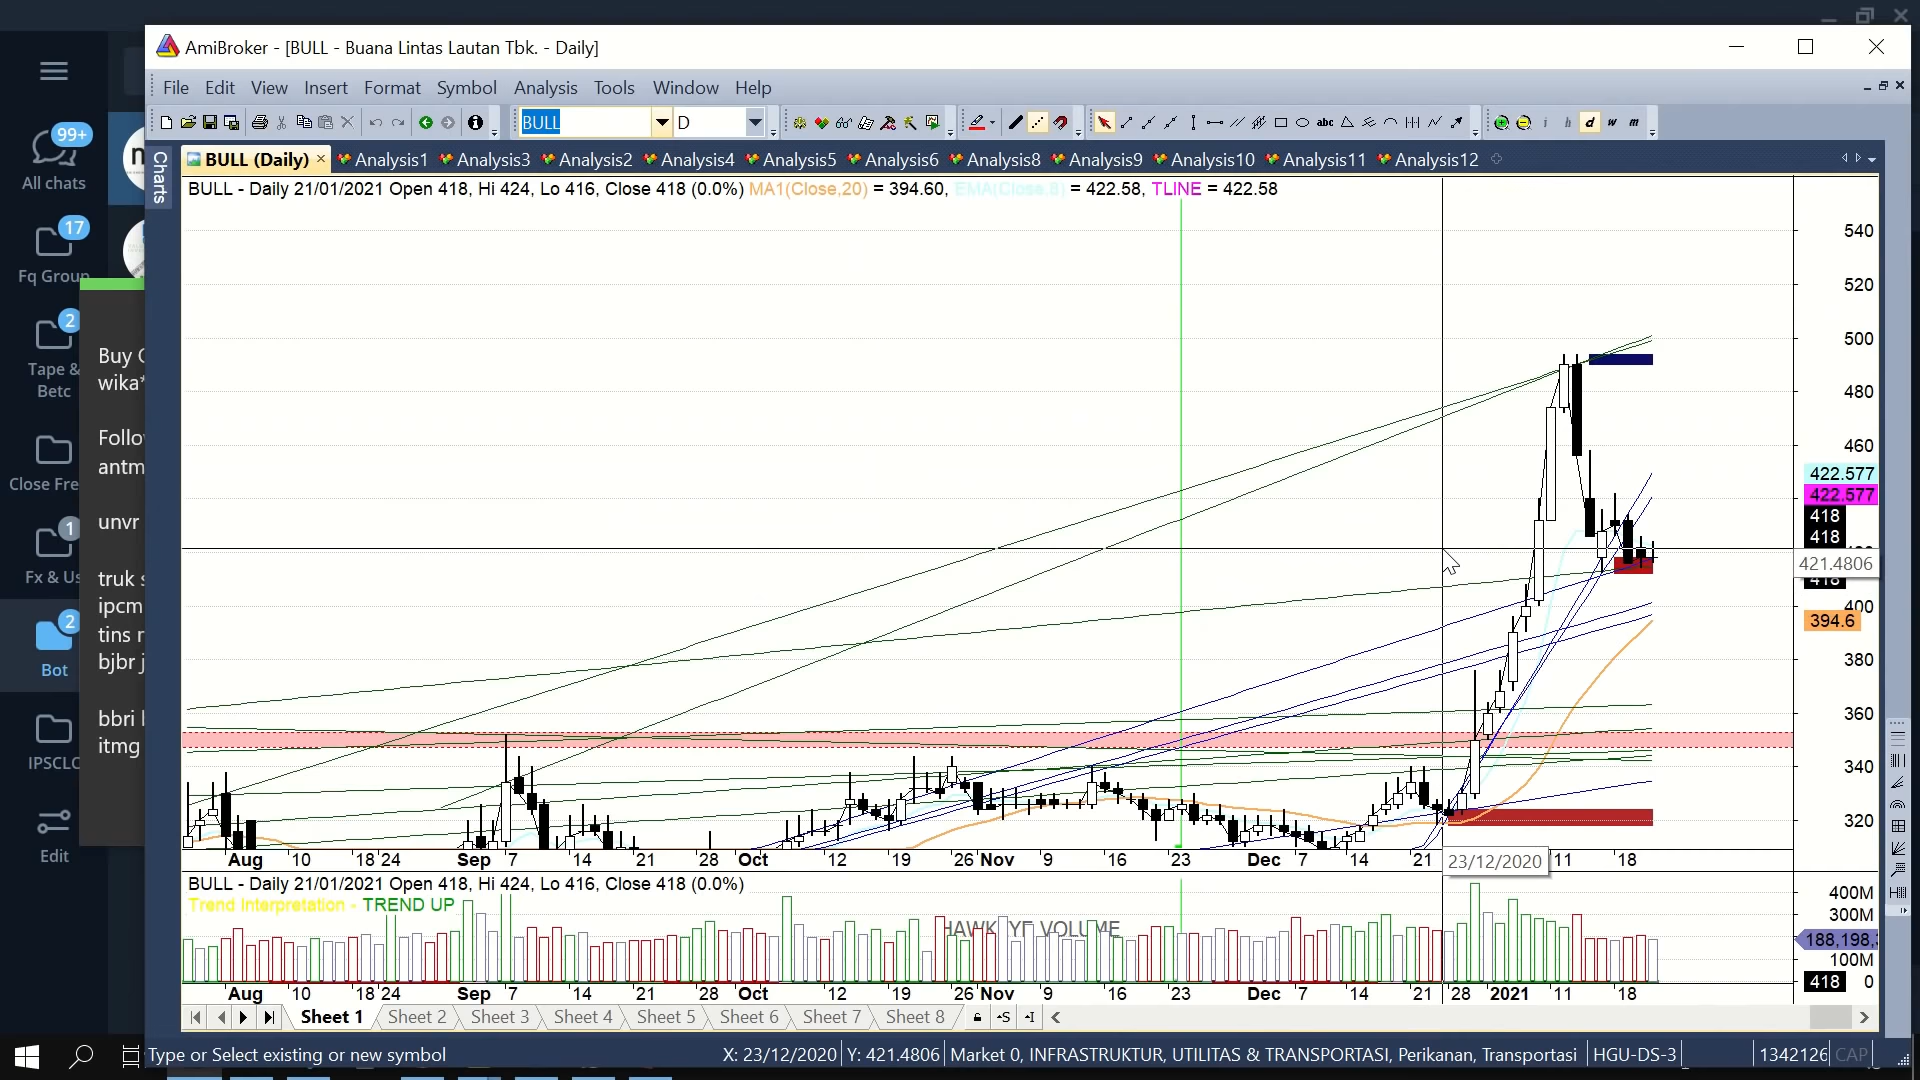 AmiBroker - [BULL - Buana Lintas Lautan Tbk. - Daily]
File Edit View Insert Format Symbol Analysis Tools Window Help
BULL D
abc i h d w m
Charts
BULL (Daily) × Analysis1 Analysis3 Analysis2 Analysis4 Analysis5 Analysis6 Analysis8 Analysis9 Analysis10 Analysis11 Analysis12
BULL - Daily 21/01/2021 Open 418, Hi 424, Lo 416, Close 418 (0.0%) MA1(Close,20) = 394.60, EMA(Close,8) = 422.58, TLINE = 422.58
540
520
500
480
460
422.577
422.577
418
418
421.4806
418
400
394.6
380
360
340
320
Aug 10 18 24 Sep 7 14 21 28 Oct 12 19 26 Nov 9 16 23 Dec 7 14 21 23/12/2020 11 18
BULL - Daily 21/01/2021 Open 418, Hi 424, Lo 416, Close 418 (0.0%)
Trend Interpretation - TREND UP
400M
300M
188,198,
100M
418 0
Aug 10 18 24 Sep 7 14 21 28 Oct 12 19 26 Nov 9 16 23 Dec 7 14 21 28 2021 11 18
Sheet 1 Sheet 2 Sheet 3 Sheet 4 Sheet 5 Sheet 6 Sheet 7 Sheet 8
Type or Select existing or new symbol X: 23/12/2020 Y: 421.4806 Market 0, INFRASTRUKTUR, UTILITAS & TRANSPORTASI, Perikanan, Transportasi HGU-DS-3 1342126 CAP
99+
All chats
17
Fq Group
2
Tape &
Betc
Close Fre
1
Fx & Us
2
Bot
IPSCLC
Edit
Buy
wika*
Follo
antm
unvr
truk s
ipcm
tins
bjbr j
bbri
itmg